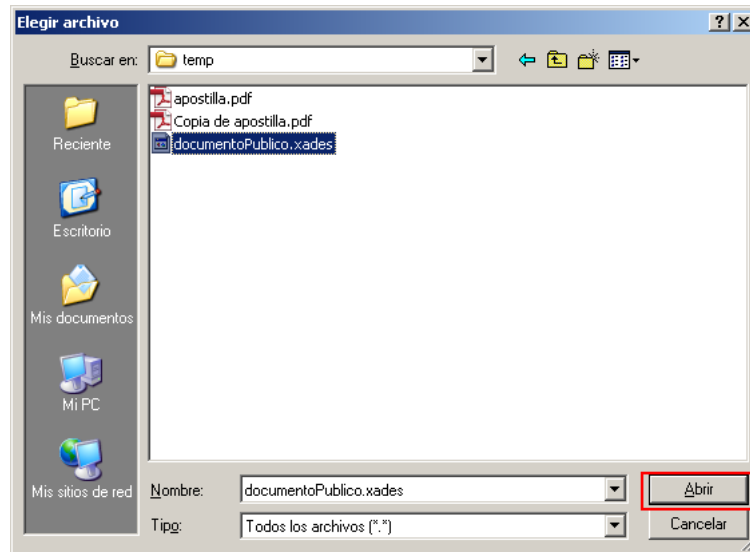 Elegir archivo
Buscar en: temp
apostilla.pdf
Copia de apostilla.pdf
documentoPublico.xades
Reciente
Escritorio
Mis documentos
Mi PC
Mis sitios de red
Nombre: documentoPublico.xades Abrir
Tipo: Todos los archivos (*.*) Cancelar